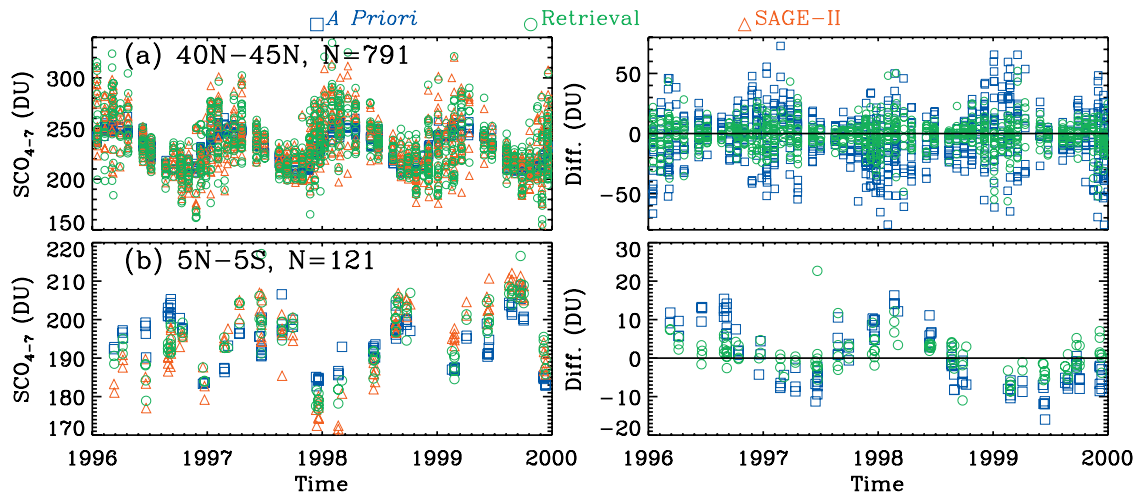 A Priori Retrieval SAGE-II
(a) 40N-45N, N=791
300
250
200
150
SCO4-7 (DU)
50
0
-50
Diff. (DU)
(b) 5N-5S, N=121
220
210
200
190
180
170
SCO4-7 (DU)
30
20
10
0
-10
-20
Diff. (DU)
1996 1997 1998 1999 2000
Time
1996 1997 1998 1999 2000
Time